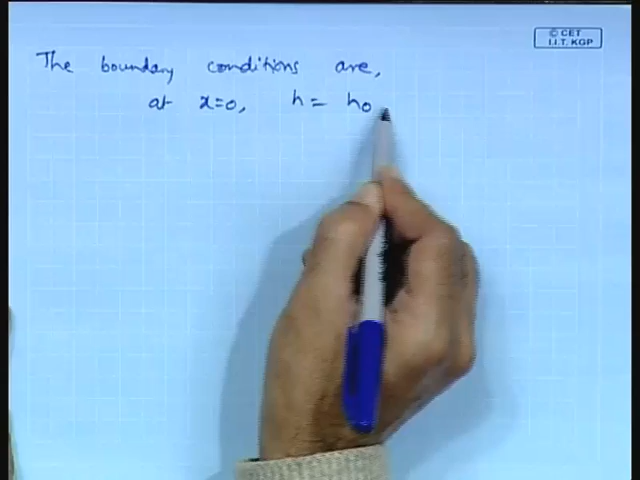 © CET
I.I.T. KGP
The boundary conditions are,
at x=0, h = h₀